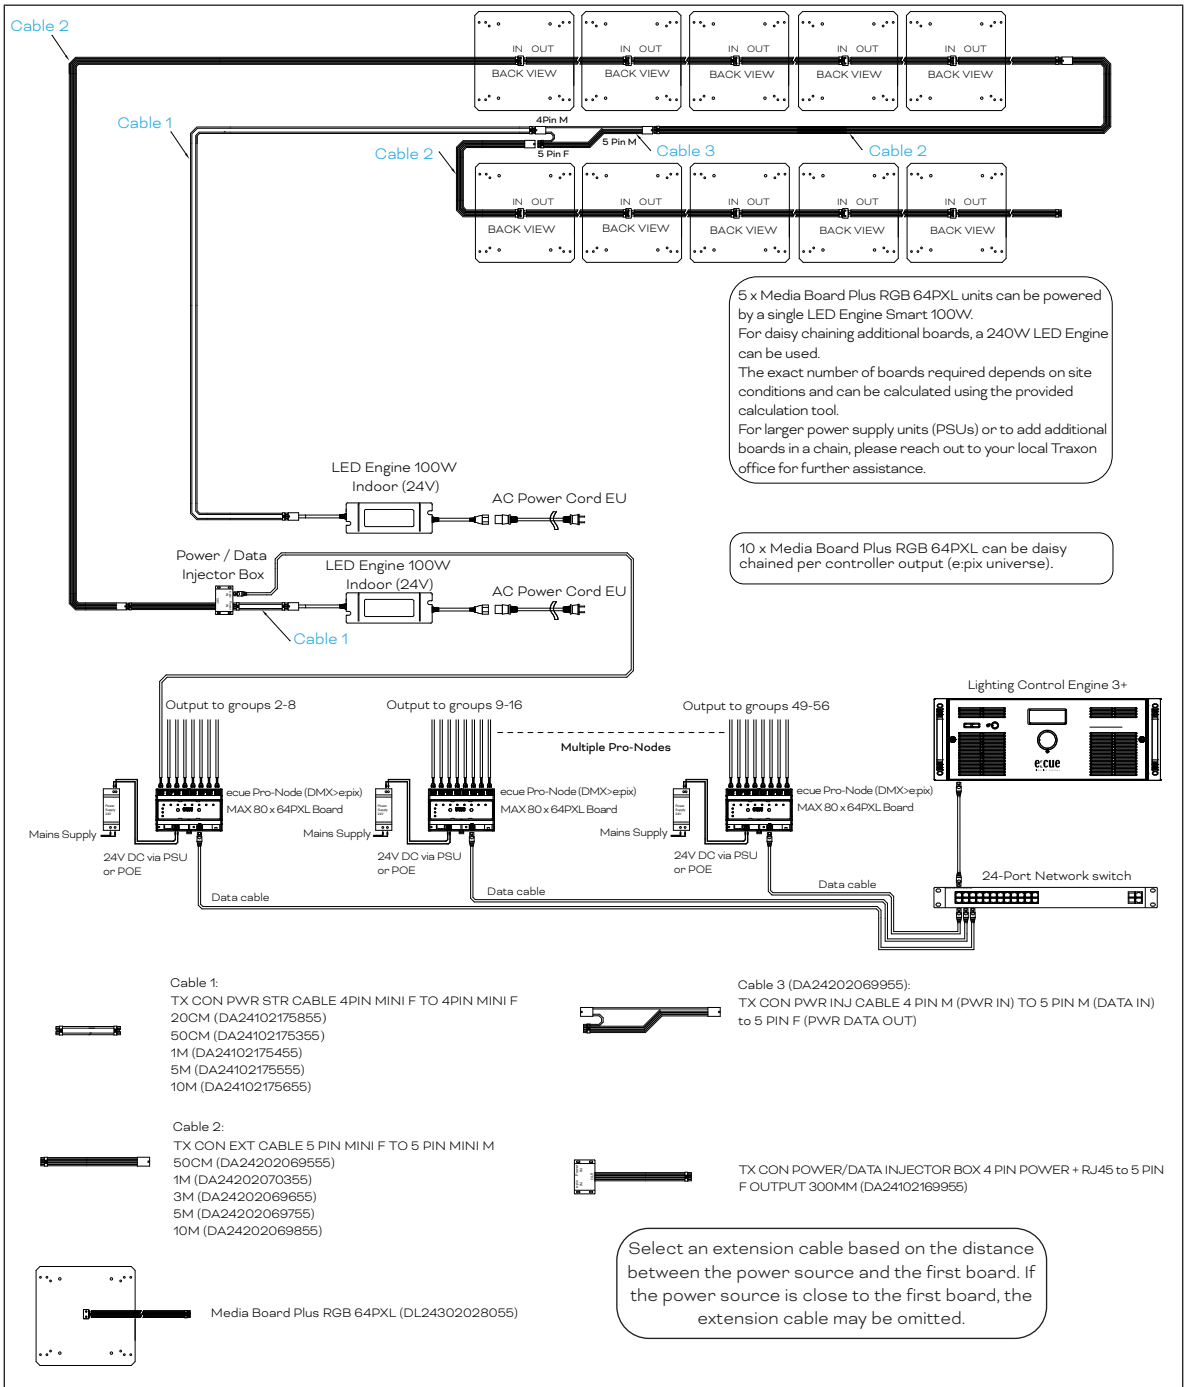 Cable 2
IN OUT
BACK VIEW
IN OUT
BACK VIEW
IN OUT
BACK VIEW
IN OUT
BACK VIEW
IN OUT
BACK VIEW
Cable 1
4Pin M
5 Pin M
5 Pin F
Cable 2
Cable 3
Cable 2
IN OUT
BACK VIEW
IN OUT
BACK VIEW
IN OUT
BACK VIEW
IN OUT
BACK VIEW
IN OUT
BACK VIEW
5 x Media Board Plus RGB 64PXL units can be powered
by a single LED Engine Smart 100W.
For daisy chaining additional boards, a 240W LED Engine
can be used.
The exact number of boards required depends on site
conditions and can be calculated using the provided
calculation tool.
For larger power supply units (PSUs) or to add additional
boards in a chain, please reach out to your local Traxon
office for further assistance.
LED Engine 100W
Indoor (24V)
AC Power Cord EU
10 x Media Board Plus RGB 64PXL can be daisy
chained per controller output (e:pix universe).
Power / Data
Injector Box
LED Engine 100W
Indoor (24V)
AC Power Cord EU
Cable 1
Output to groups 2-8
Output to groups 9-16
Output to groups 49-56
Multiple Pro-Nodes
Lighting Control Engine 3+
e:cue
ecue Pro-Node (DMX>epix)
MAX 80 x 64PXL Board
ecue Pro-Node (DMX>epix)
MAX 80 x 64PXL Board
ecue Pro-Node (DMX>epix)
MAX 80 x 64PXL Board
Power
Supply
24V
Power
Supply
24V
Power
Supply
24V
Mains Supply
Mains Supply
Mains Supply
24V DC via PSU
or POE
24V DC via PSU
or POE
24V DC via PSU
or POE
Data cable
Data cable
Data cable
24-Port Network switch
Cable 1:
TX CON PWR STR CABLE 4PIN MINI F TO 4PIN MINI F
20CM (DA24102175855)
50CM (DA24102175355)
1M (DA24102175455)
5M (DA24102175555)
10M (DA24102175655)
Cable 3 (DA24202069955):
TX CON PWR INJ CABLE 4 PIN M (PWR IN) TO 5 PIN M (DATA IN)
to 5 PIN F (PWR DATA OUT)
Cable 2:
TX CON EXT CABLE 5 PIN MINI F TO 5 PIN MINI M
50CM (DA24202069555)
1M (DA24202070355)
3M (DA24202069655)
5M (DA24202069755)
10M (DA24202069855)
TX CON POWER/DATA INJECTOR BOX 4 PIN POWER + RJ45 to 5 PIN
F OUTPUT 300MM (DA24102169955)
Select an extension cable based on the distance
between the power source and the first board. If
the power source is close to the first board, the
extension cable may be omitted.
Media Board Plus RGB 64PXL (DL24302028055)